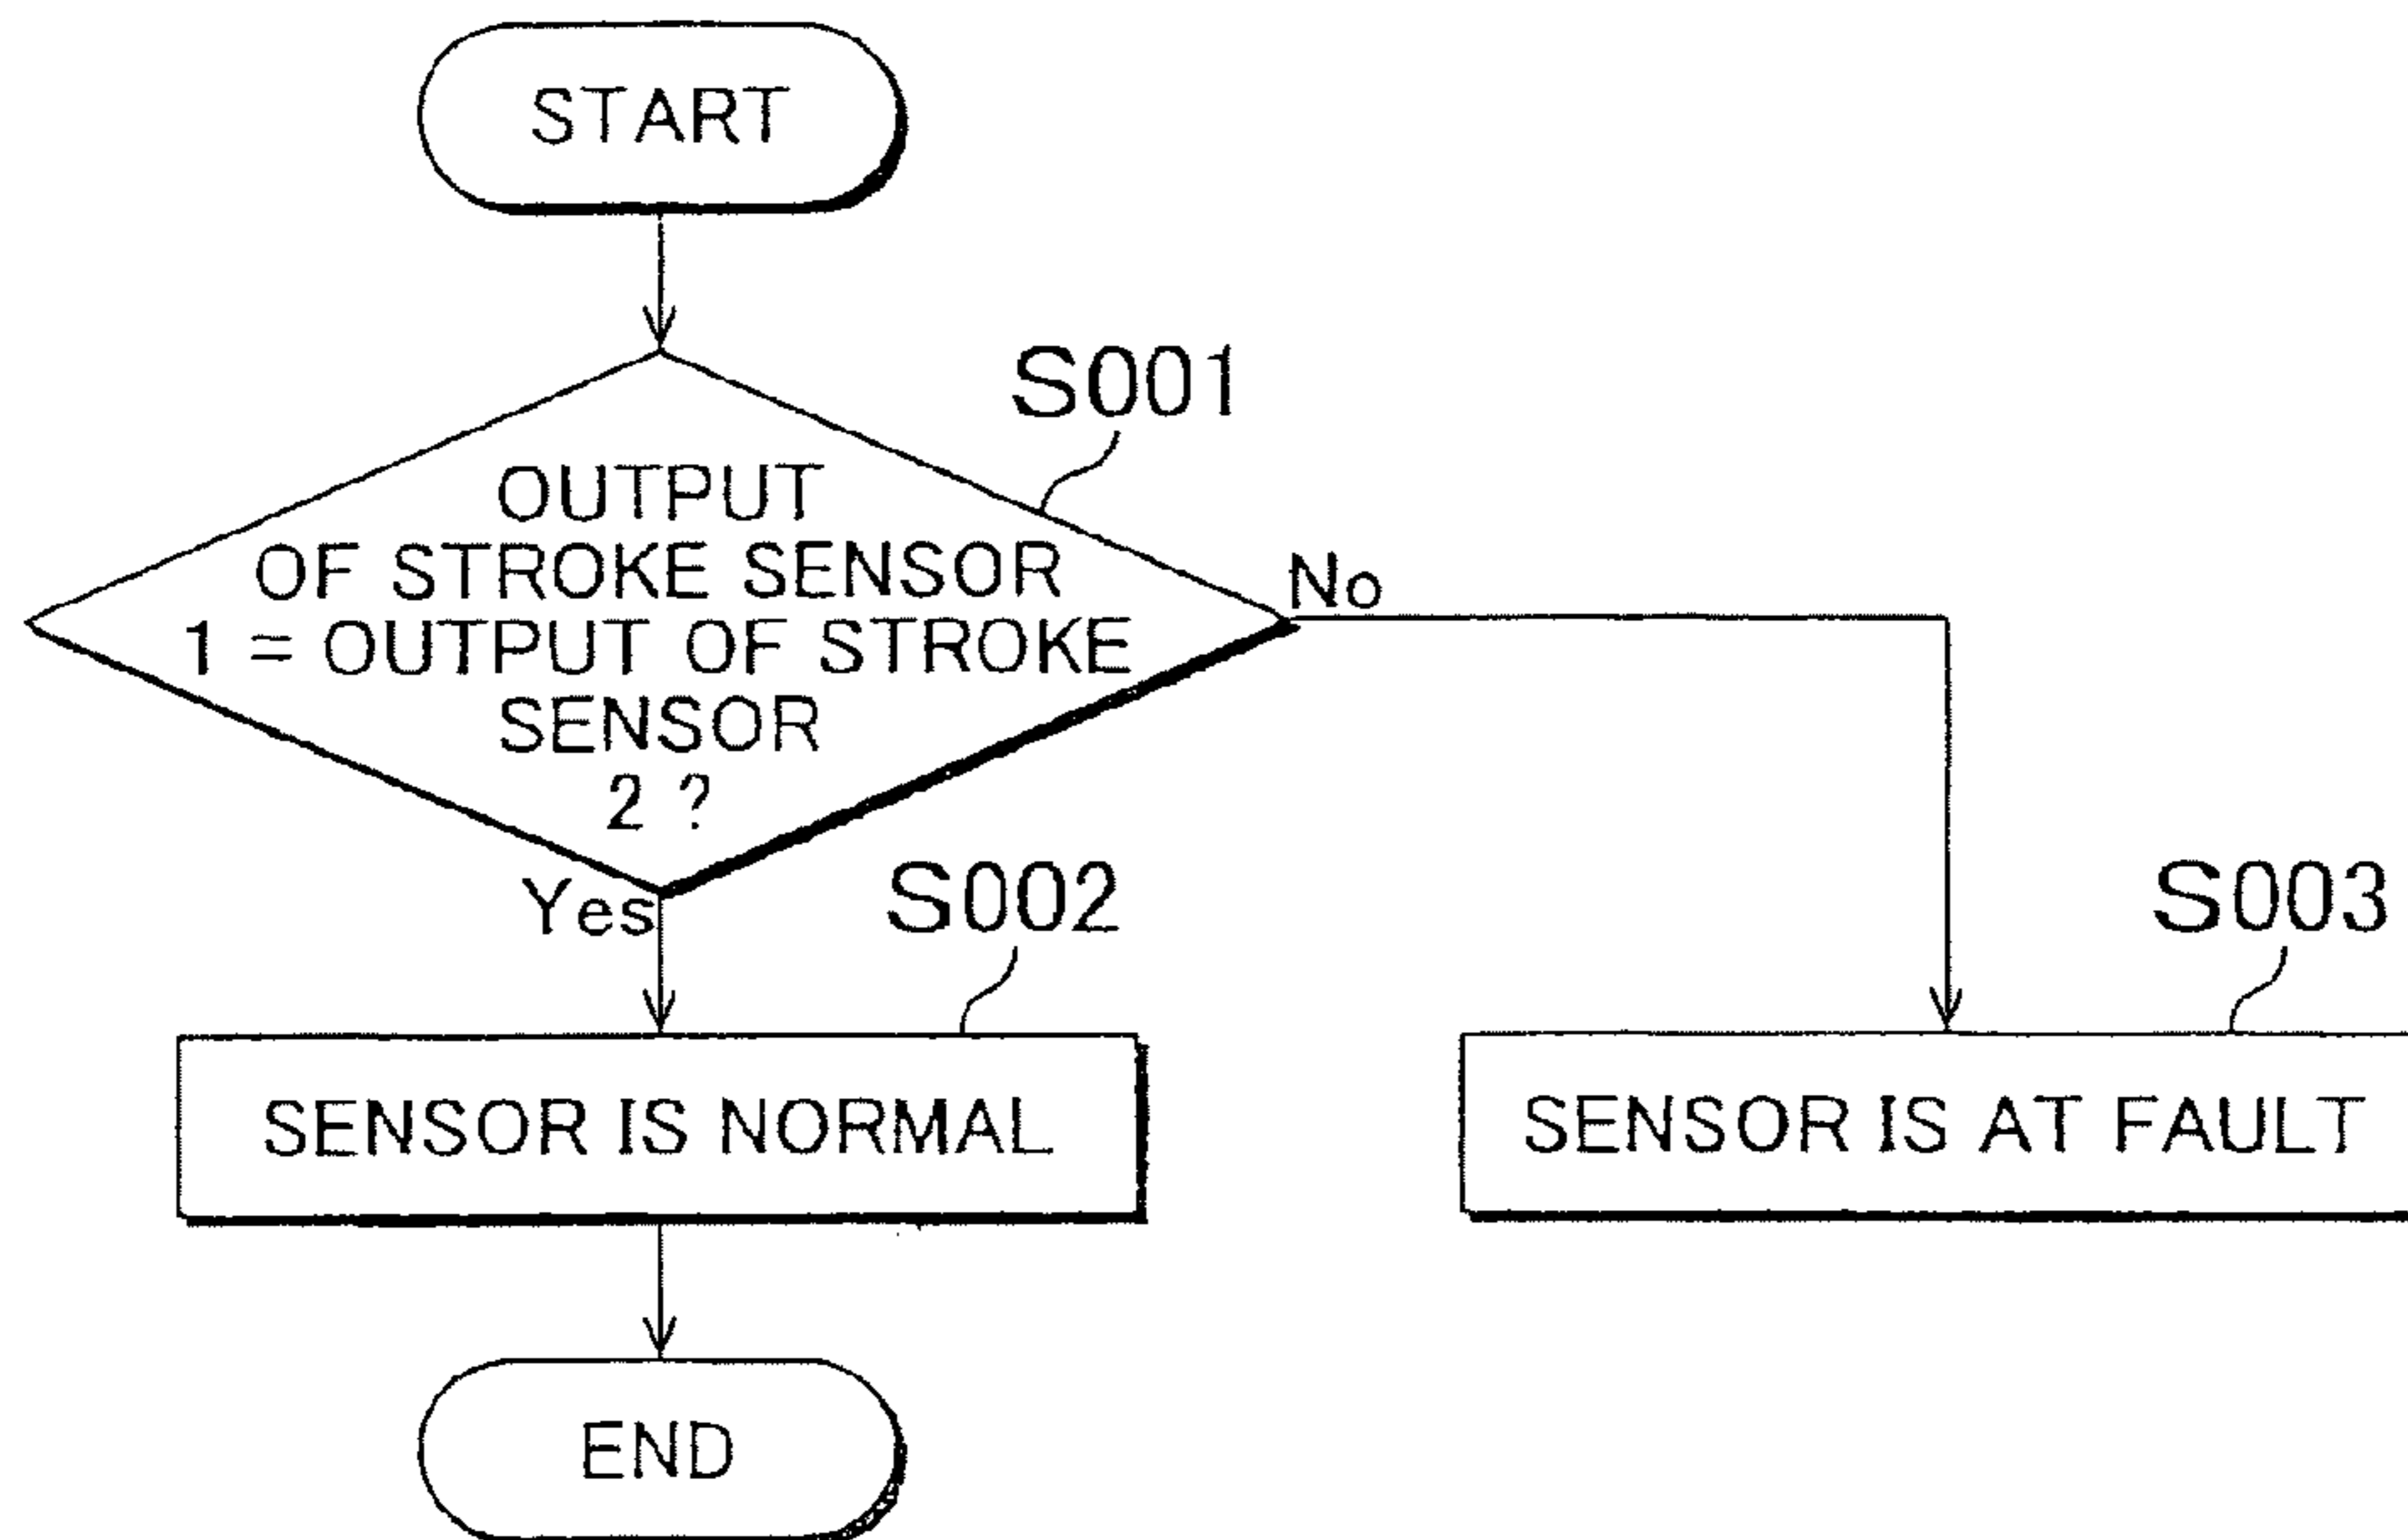 START
S001
OUTPUT
OF STROKE SENSOR
1 = OUTPUT OF STROKE
SENSOR
2 ?
No
Yes
S002
S003
SENSOR IS NORMAL
SENSOR IS AT FAULT
END